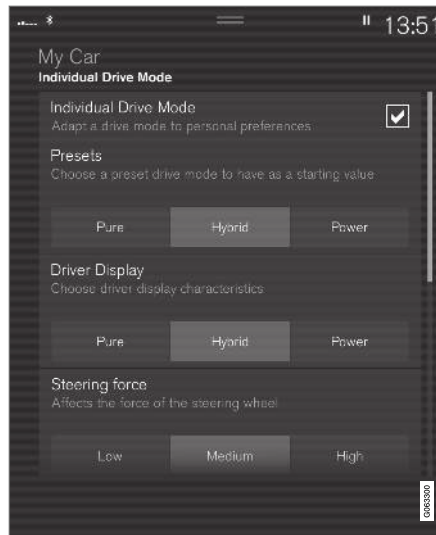 13:51
My Car
Individual Drive Mode
Individual Drive Mode
Adapt a drive mode to personal preferences
Presets
Choose a preset drive mode to have as a starting value
Pure Hybrid Power
Driver Display
Choose driver display characteristics
Pure Hybrid Power
Steering force
Affects the force of the steering wheel
Low Medium High
G063300